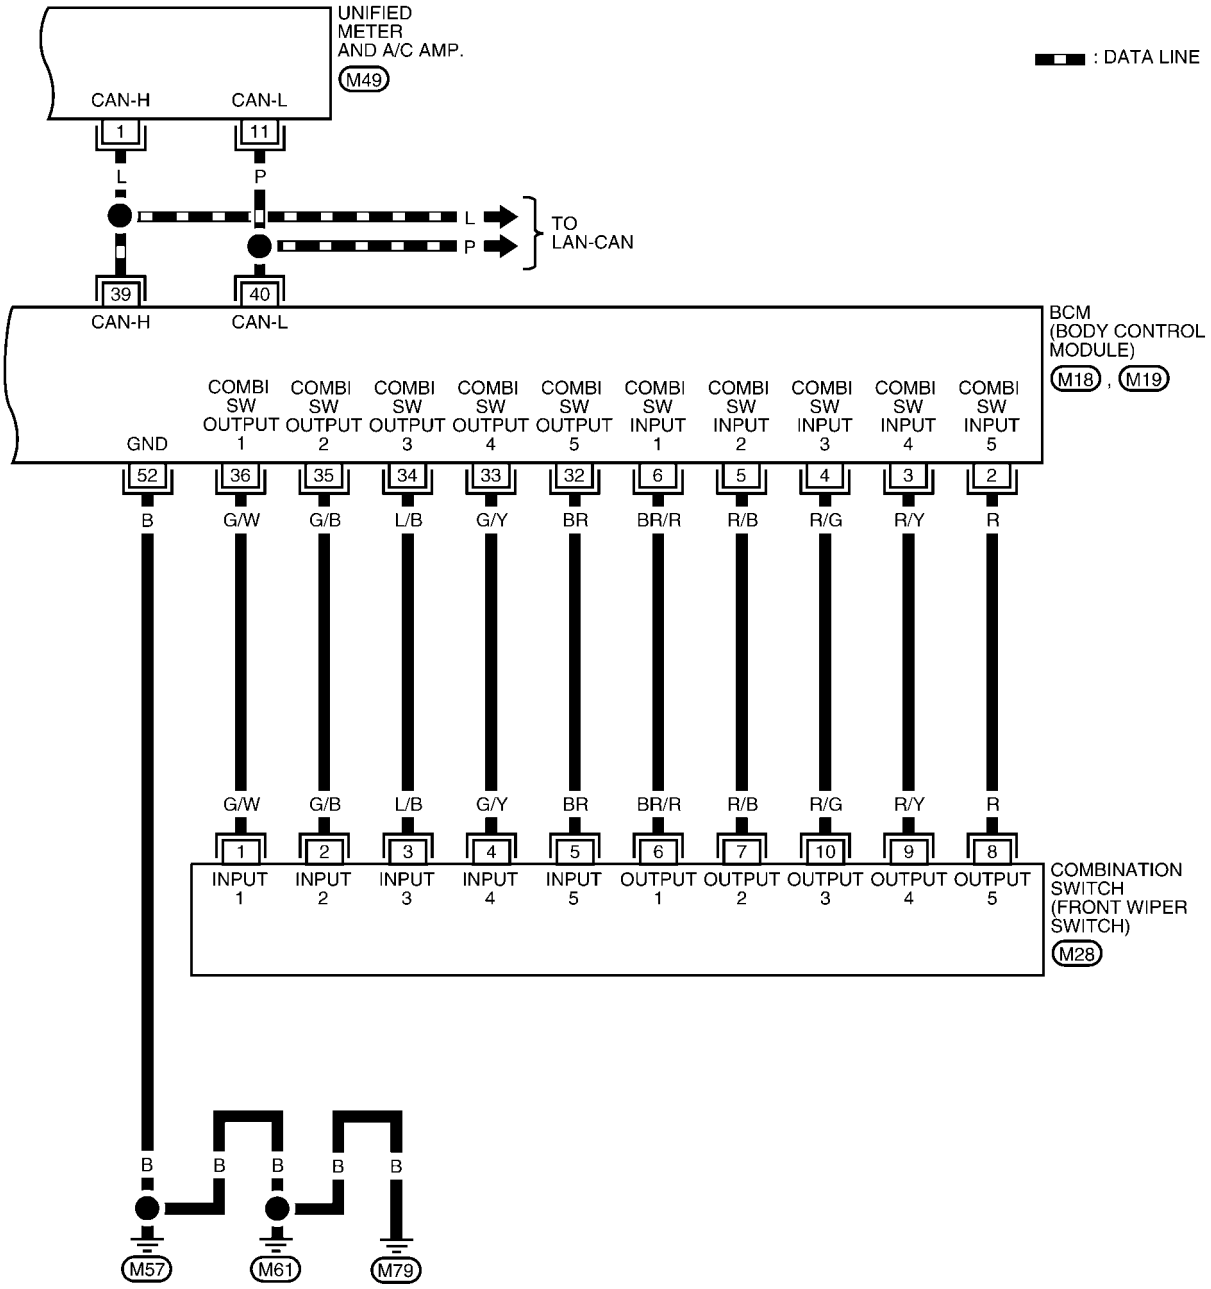 UNIFIED
METER
AND A/C AMP.
M49
: DATA LINE
CAN-H CAN-L
1 11
L P
L
P
TO
LAN-CAN
39 40
CAN-H CAN-L
BCM
(BODY CONTROL
MODULE)
M18 , M19
COMBI COMBI COMBI COMBI COMBI COMBI COMBI COMBI COMBI COMBI
SW SW SW SW SW SW SW SW SW SW
OUTPUT OUTPUT OUTPUT OUTPUT OUTPUT INPUT INPUT INPUT INPUT INPUT
GND 1 2 3 4 5 1 2 3 4 5
52 36 35 34 33 32 6 5 4 3 2
B G/W G/B L/B G/Y BR BR/R R/B R/G R/Y R
G/W G/B L/B G/Y BR BR/R R/B R/G R/Y R
1 2 3 4 5 6 7 10 9 8
INPUT INPUT INPUT INPUT INPUT OUTPUT OUTPUT OUTPUT OUTPUT OUTPUT
1 2 3 4 5 1 2 3 4 5
COMBINATION
SWITCH
(FRONT WIPER
SWITCH)
M28
B B B B B
M57 M61 M79